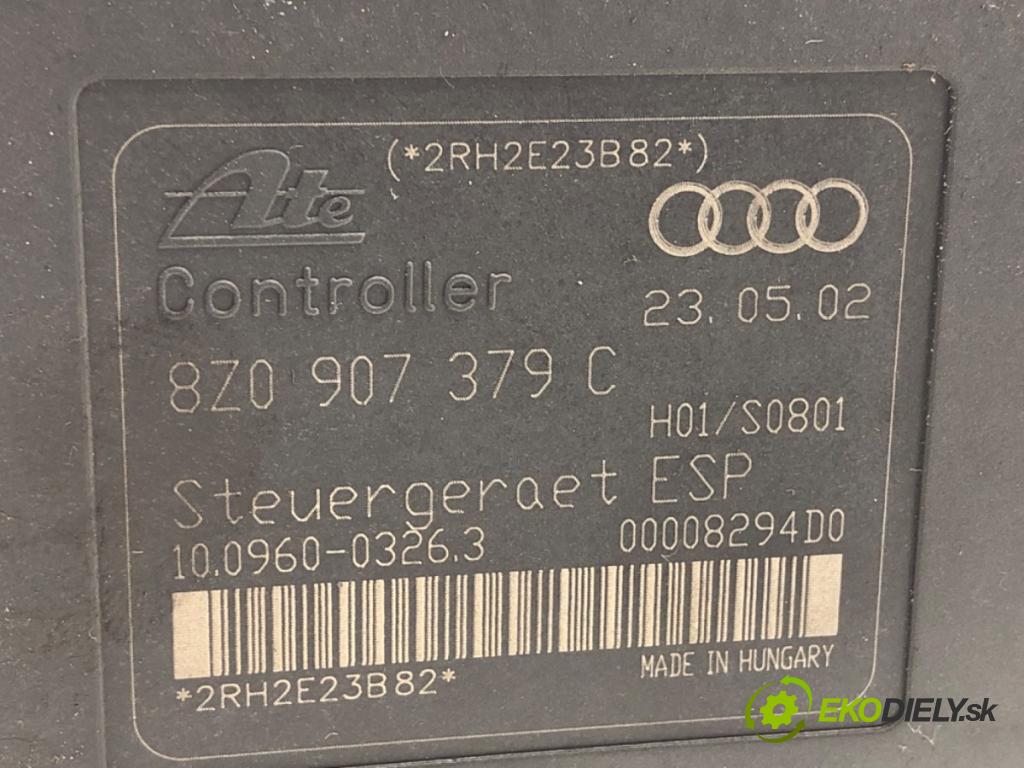 (*2RH2E23B82*)
Ate
Controller
23.05.02
8Z0 907 379 C
H01/S0801
Steuergeraet ESP
10.0960-0326.3
00008294D0
*2RH2E23B82*
MADE IN HUNGARY
EKODIELY.sk